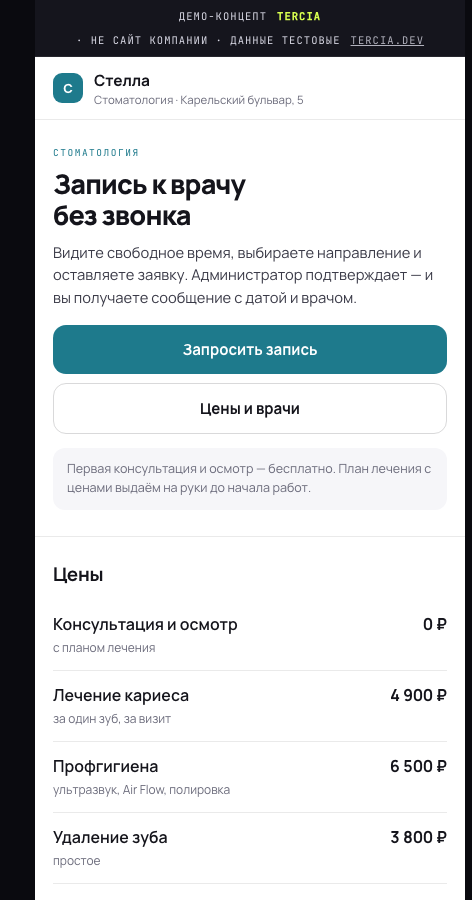 ДЕМО-КОНЦЕПТ TERCIA
· НЕ САЙТ КОМПАНИИ · ДАННЫЕ ТЕСТОВЫЕ TERCIA.DEV
С Стелла
Стоматология · Карельский бульвар, 5
СТОМАТОЛОГИЯ
Запись к врачу
без звонка
Видите свободное время, выбираете направление и
оставляете заявку. Администратор подтверждает — и
вы получаете сообщение с датой и врачом.
Запросить запись
Цены и врачи
Первая консультация и осмотр — бесплатно. План лечения с
ценами выдаём на руки до начала работ.
Цены
Консультация и осмотр 0 ₽
с планом лечения
Лечение кариеса 4 900 ₽
за один зуб, за визит
Профгигиена 6 500 ₽
ультразвук, Air Flow, полировка
Удаление зуба 3 800 ₽
простое